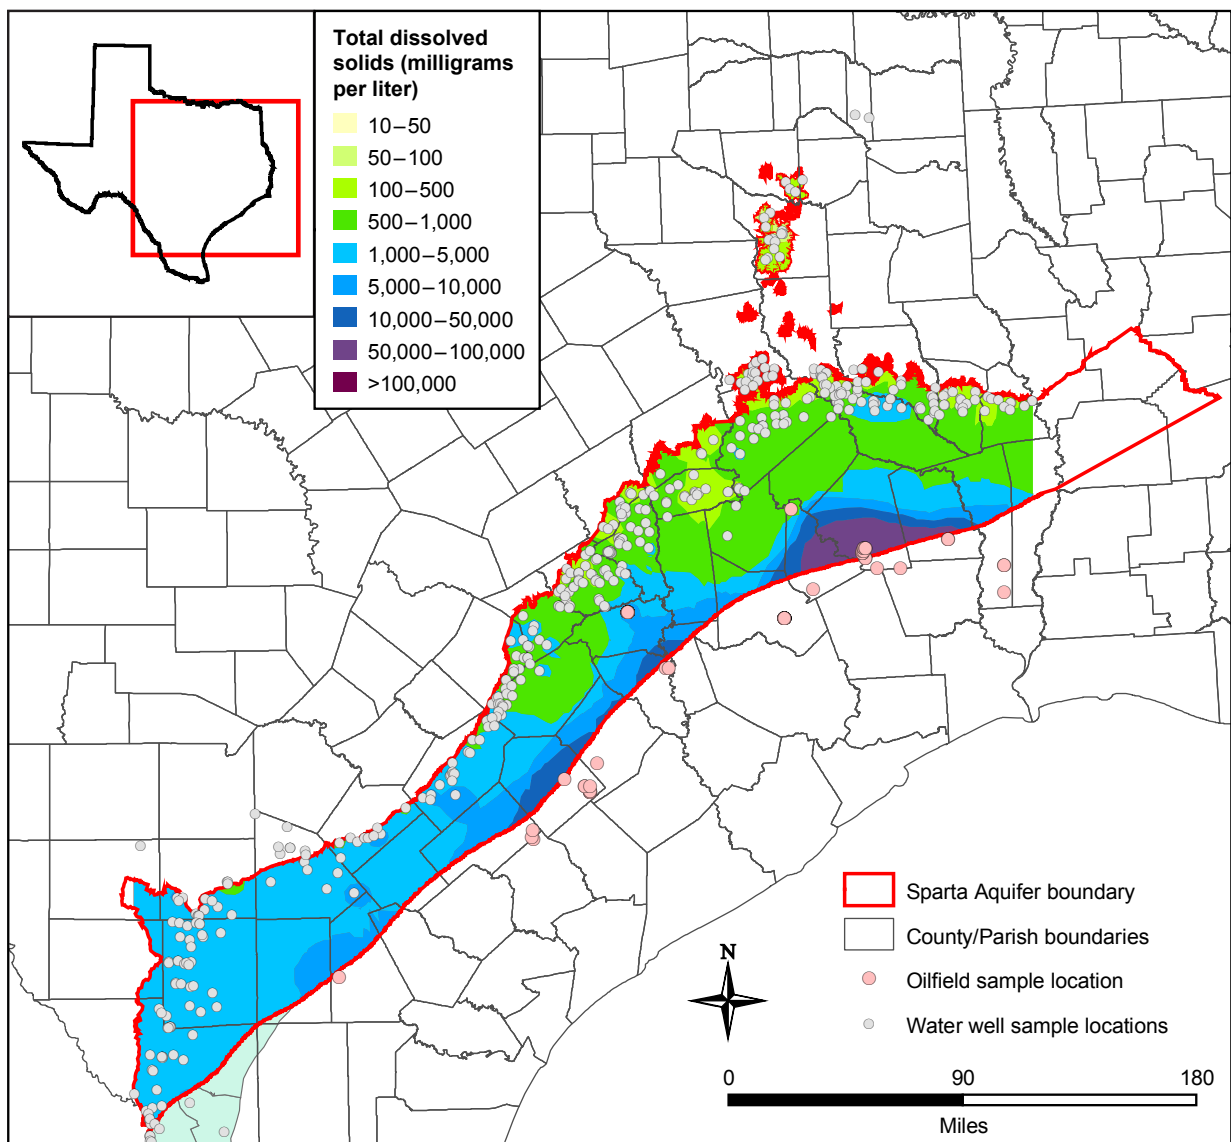 Total dissolved
solids (milligrams
per liter)
10–50
50–100
100–500
500–1,000
1,000–5,000
5,000–10,000
10,000–50,000
50,000–100,000
>100,000
Sparta Aquifer boundary
County/Parish boundaries
Oilfield sample location
Water well sample locations
N
0 90 180
Miles